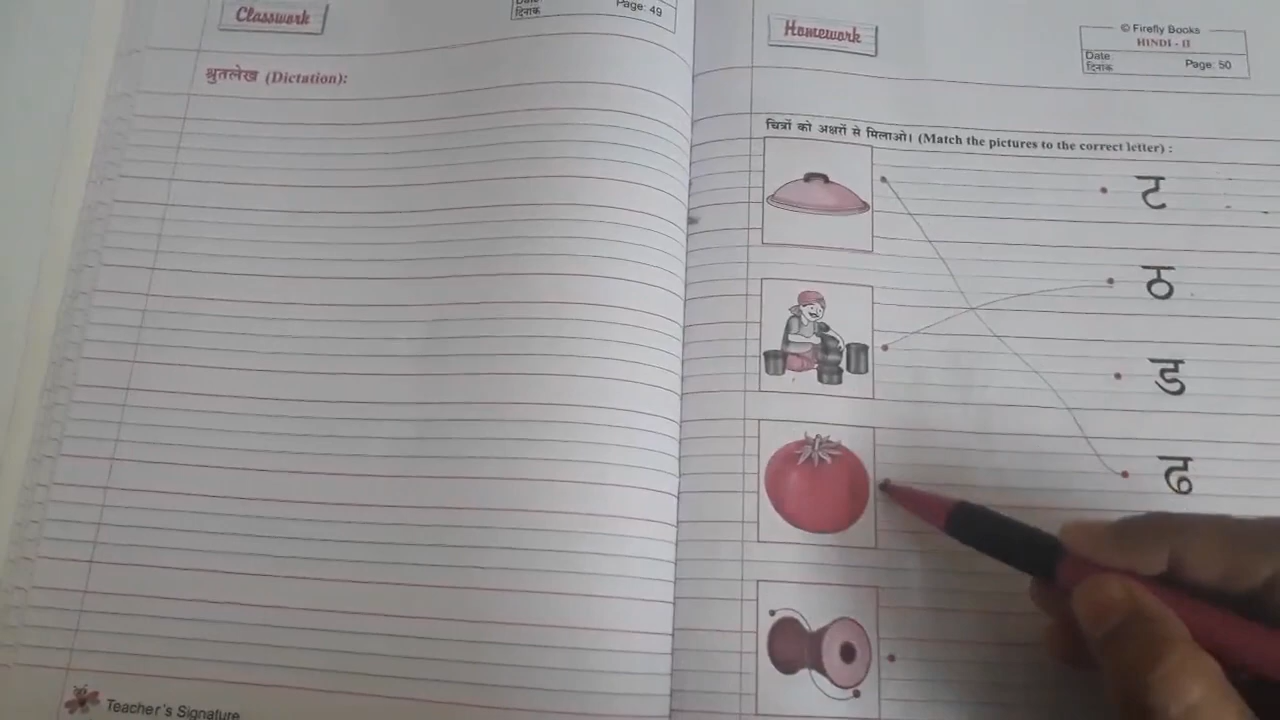 Classwork
दिनांक
Page: 49
श्रुतलेख (Dictation):
Teacher's Signature
Homework
© Firefly Books
HINDI - II
Date
दिनांक
Page: 50
चित्रों को अक्षरों से मिलाओ। (Match the pictures to the correct letter) :
ट
ठ
ड
ढ